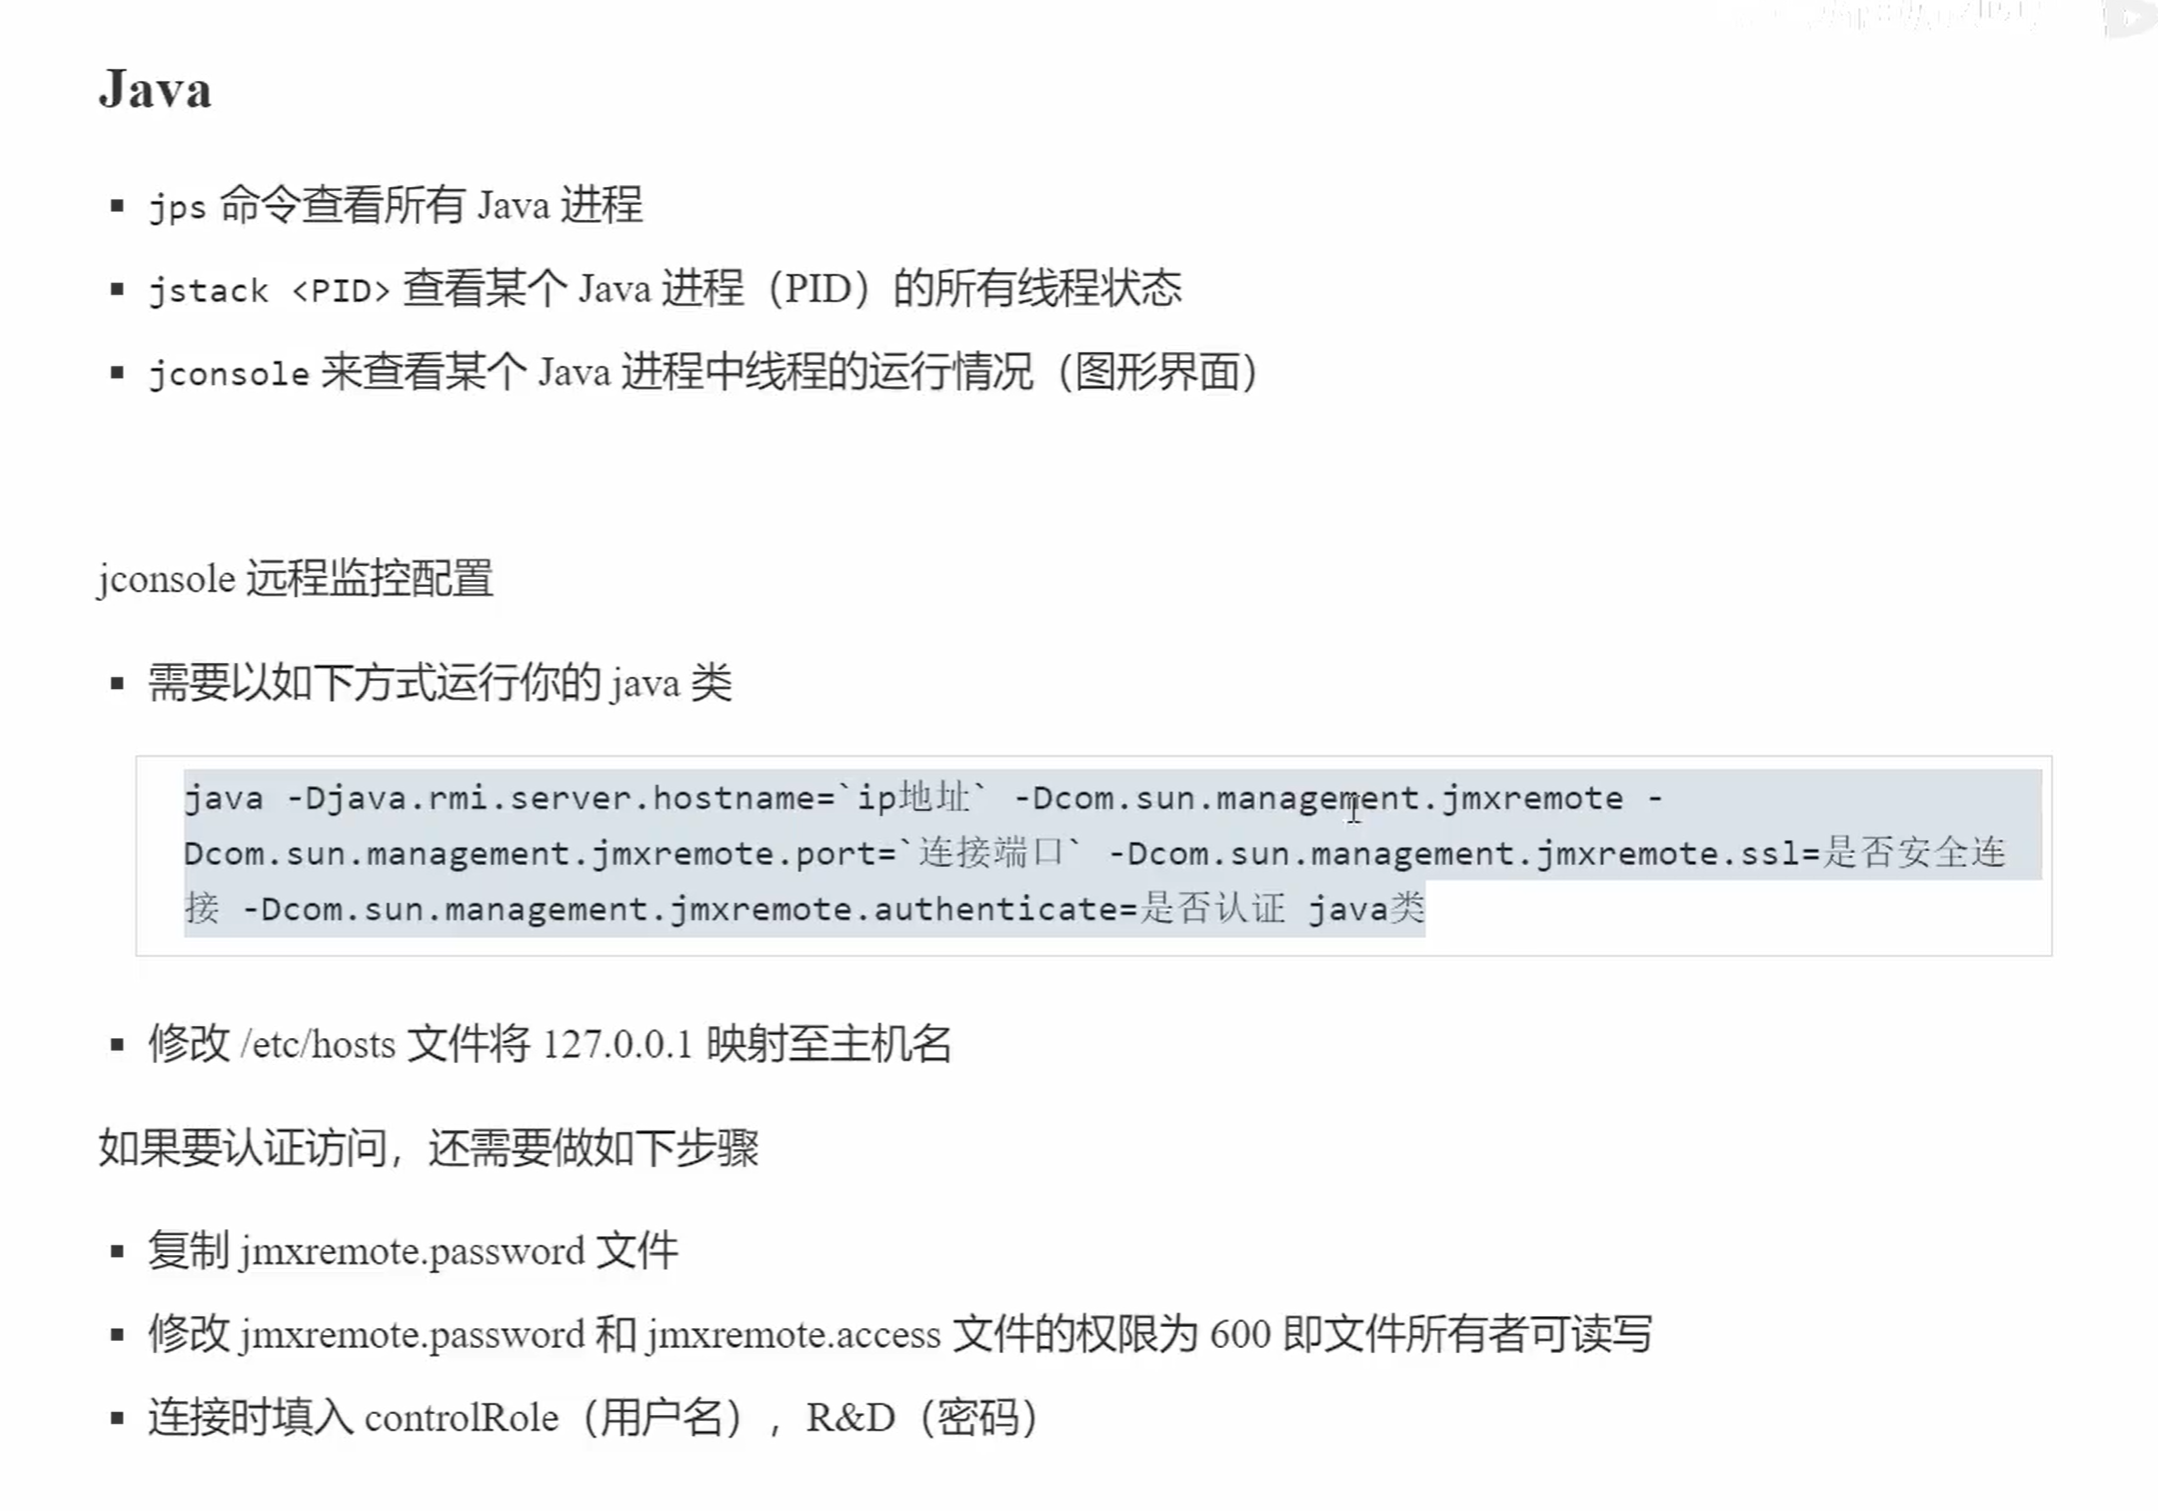 Java
▪ jps 命令查看所有 Java 进程
▪ jstack <PID> 查看某个 Java 进程（PID）的所有线程状态
▪ jconsole 来查看某个 Java 进程中线程的运行情况（图形界面）
jconsole 远程监控配置
▪ 需要以如下方式运行你的 java 类
java -Djava.rmi.server.hostname=`ip地址` -Dcom.sun.management.jmxremote -
Dcom.sun.management.jmxremote.port=`连接端口` -Dcom.sun.management.jmxremote.ssl=是否安全连
接 -Dcom.sun.management.jmxremote.authenticate=是否认证 java类
▪ 修改 /etc/hosts 文件将 127.0.0.1 映射至主机名
如果要认证访问，还需要做如下步骤
▪ 复制 jmxremote.password 文件
▪ 修改 jmxremote.password 和 jmxremote.access 文件的权限为 600 即文件所有者可读写
▪ 连接时填入 controlRole（用户名），R&D（密码）